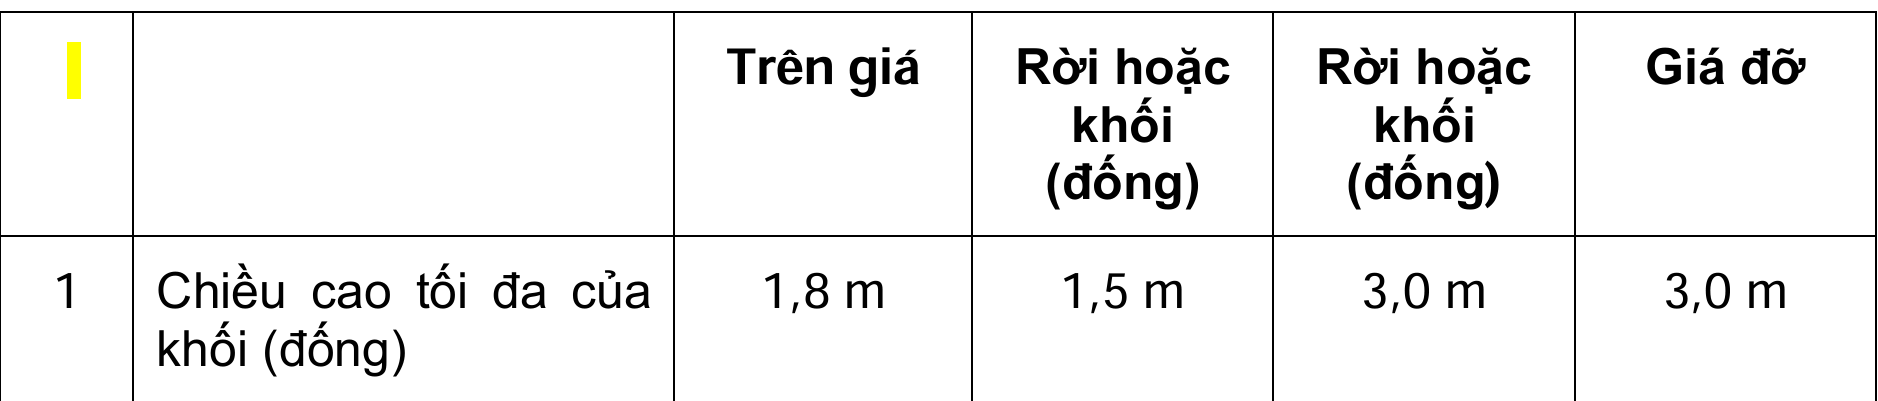 Trên giá
Rời hoặc
khối
(đống)
Rời hoặc
khối
(đống)
Giá đỡ
1
Chiều cao tối đa của
khối (đống)
1,8 m
1,5 m
3,0 m
3,0 m